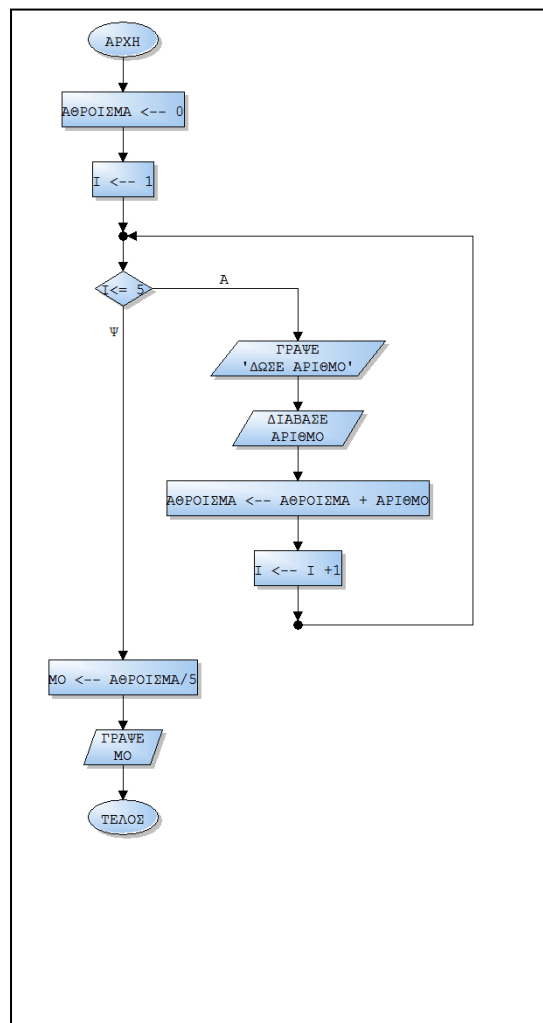 ΑΡΧΗ
ΑΘΡΟΙΣΜΑ <-- 0
Ι <-- 1
Ι<= 5
Α
Ψ
ΓΡΑΨΕ
'ΔΩΣΕ ΑΡΙΘΜΟ'
ΔΙΑΒΑΣΕ
ΑΡΙΘΜΟ
ΑΘΡΟΙΣΜΑ <-- ΑΘΡΟΙΣΜΑ + ΑΡΙΘΜΟ
Ι <-- Ι +1
ΜΟ <-- ΑΘΡΟΙΣΜΑ/5
ΓΡΑΨΕ
ΜΟ
ΤΕΛΟΣ